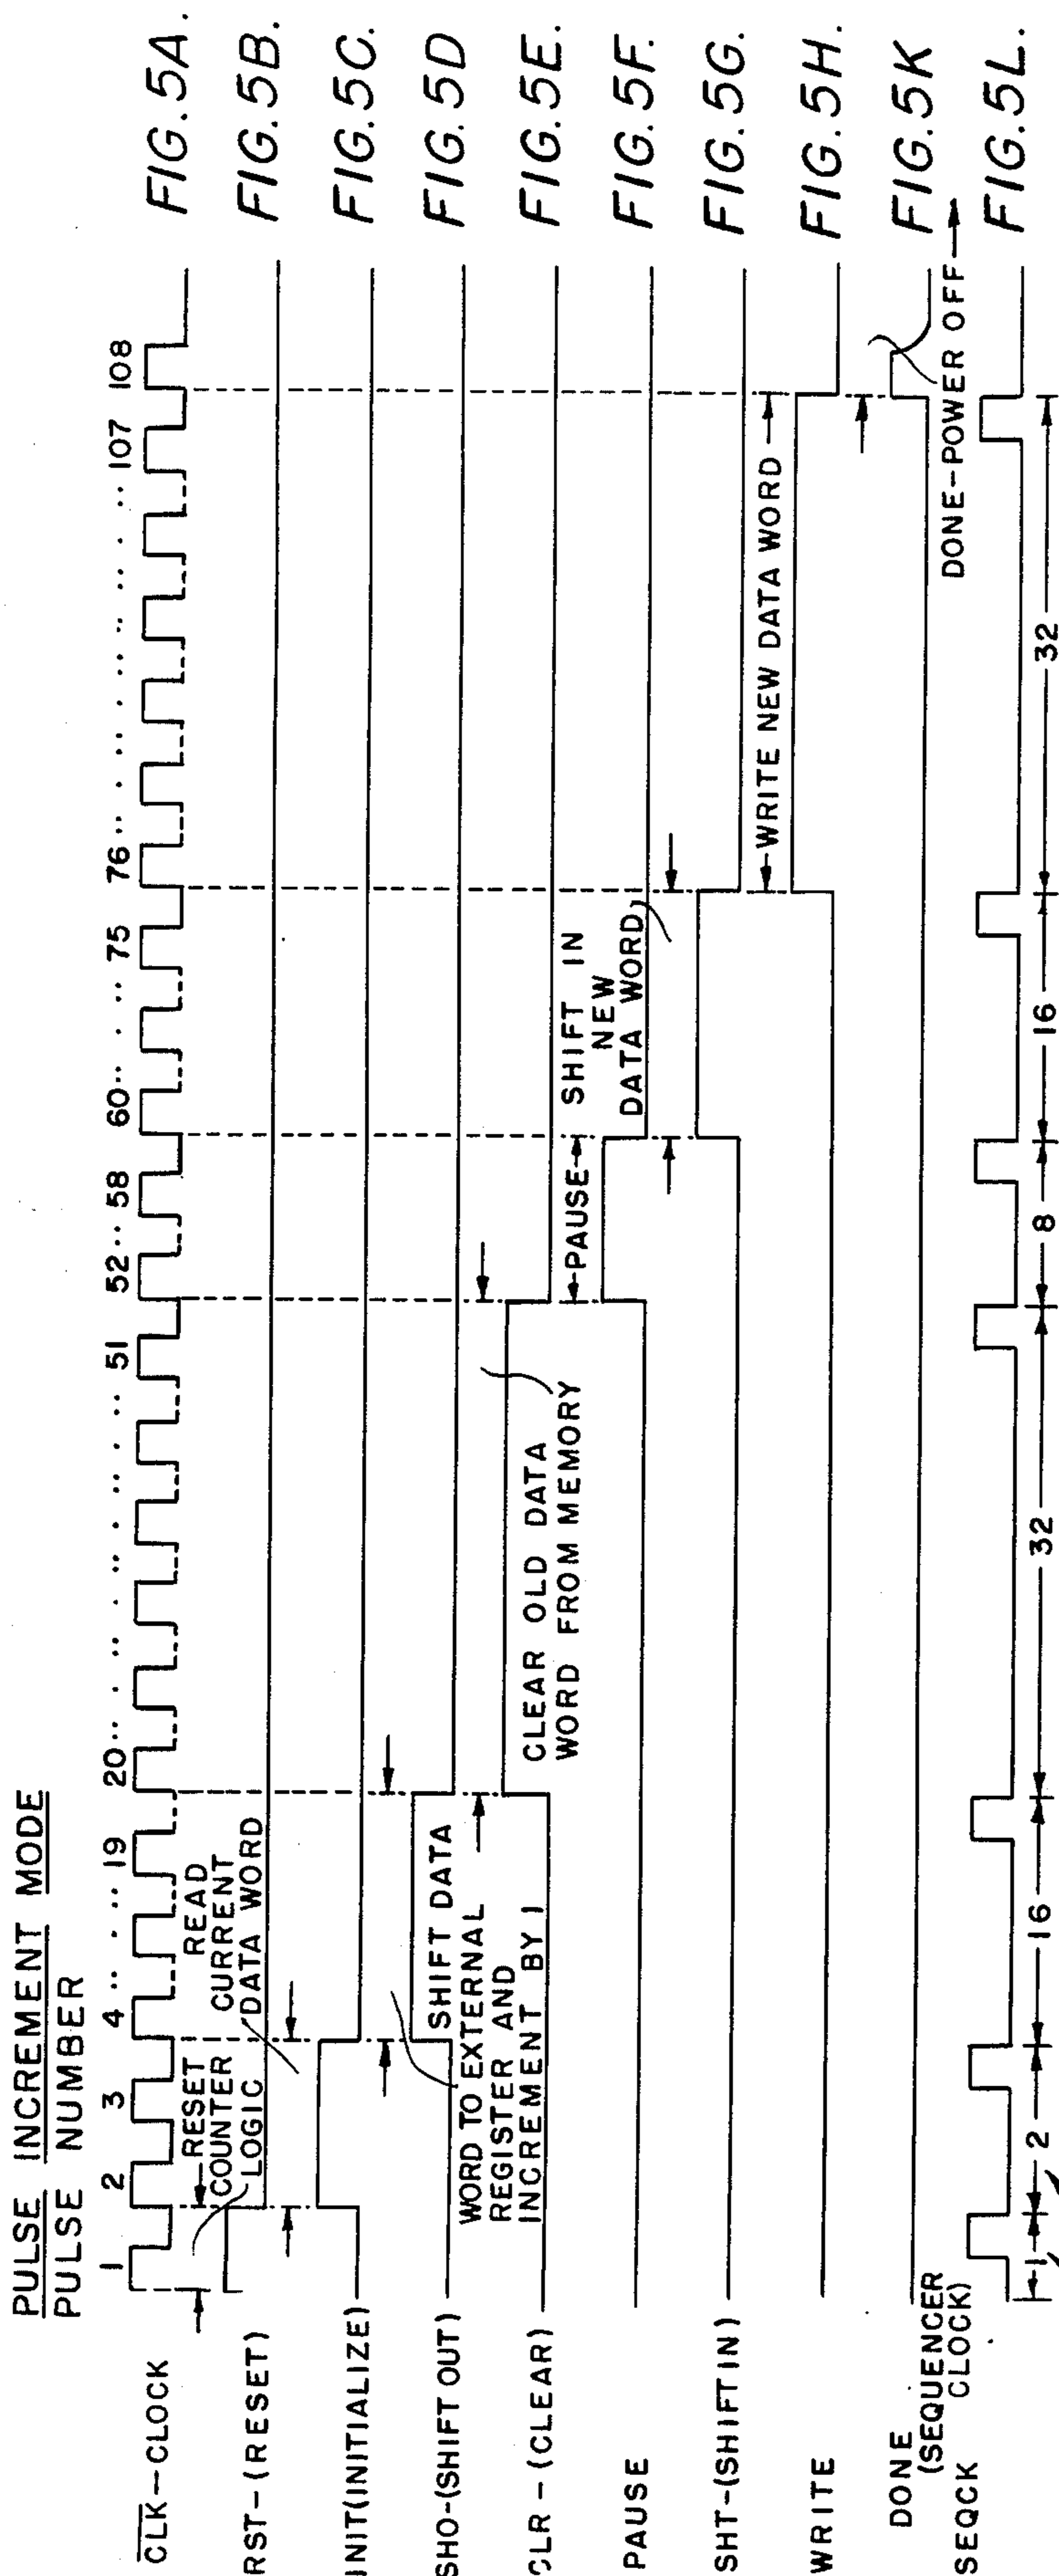 PULSE INCREMENT MODE
PULSE NUMBER
1 2 3 4 ·· · ·· 19 20 ·· · ·· · ·· · ·· 51 52 ·· 58 60 ·· · ·· 75 76 ·· · ·· · ·· · ·· 107 108
CLK--CLOCK
FIG.5A.
RST-(RESET)
RESET
COUNTER
LOGIC
READ
CURRENT
DATA WORD
FIG.5B.
INIT(INITIALIZE)
FIG.5C.
SHO-(SHIFT OUT)
SHIFT DATA
WORD TO EXTERNAL
REGISTER AND
INCREMENT BY 1
FIG.5D
CLR-(CLEAR)
CLEAR OLD DATA
WORD FROM MEMORY
FIG.5E.
PAUSE
PAUSE
SHIFT IN
NEW
DATA WORD
FIG.5F.
SHT-(SHIFT IN)
FIG.5G.
WRITE
WRITE NEW DATA WORD
FIG.5H.
DONE
DONE-POWER OFF
FIG.5K
(SEQUENCER
SEQCK CLOCK)
FIG.5L.
1 2 16 32 8 16 32